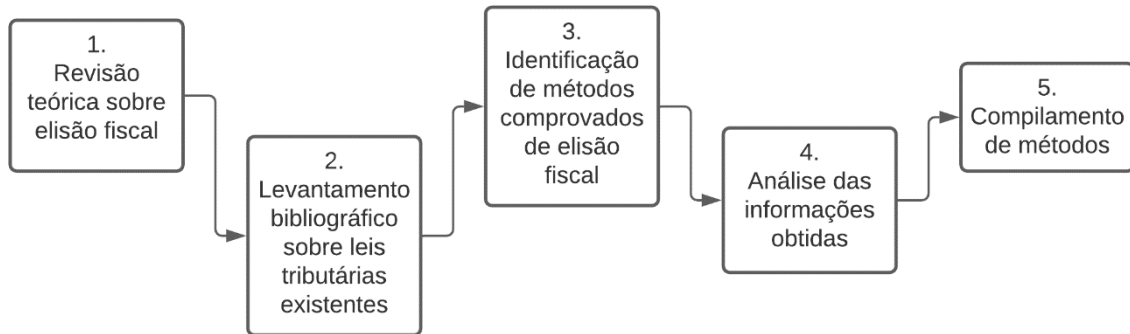 1.
Revisão
teórica sobre
elisão fiscal
2.
Levantamento
bibliográfico
sobre leis
tributárias
existentes
3.
Identificação
de métodos
comprovados
de elisão
fiscal
4.
Análise das
informações
obtidas
5.
Compilamento
de métodos